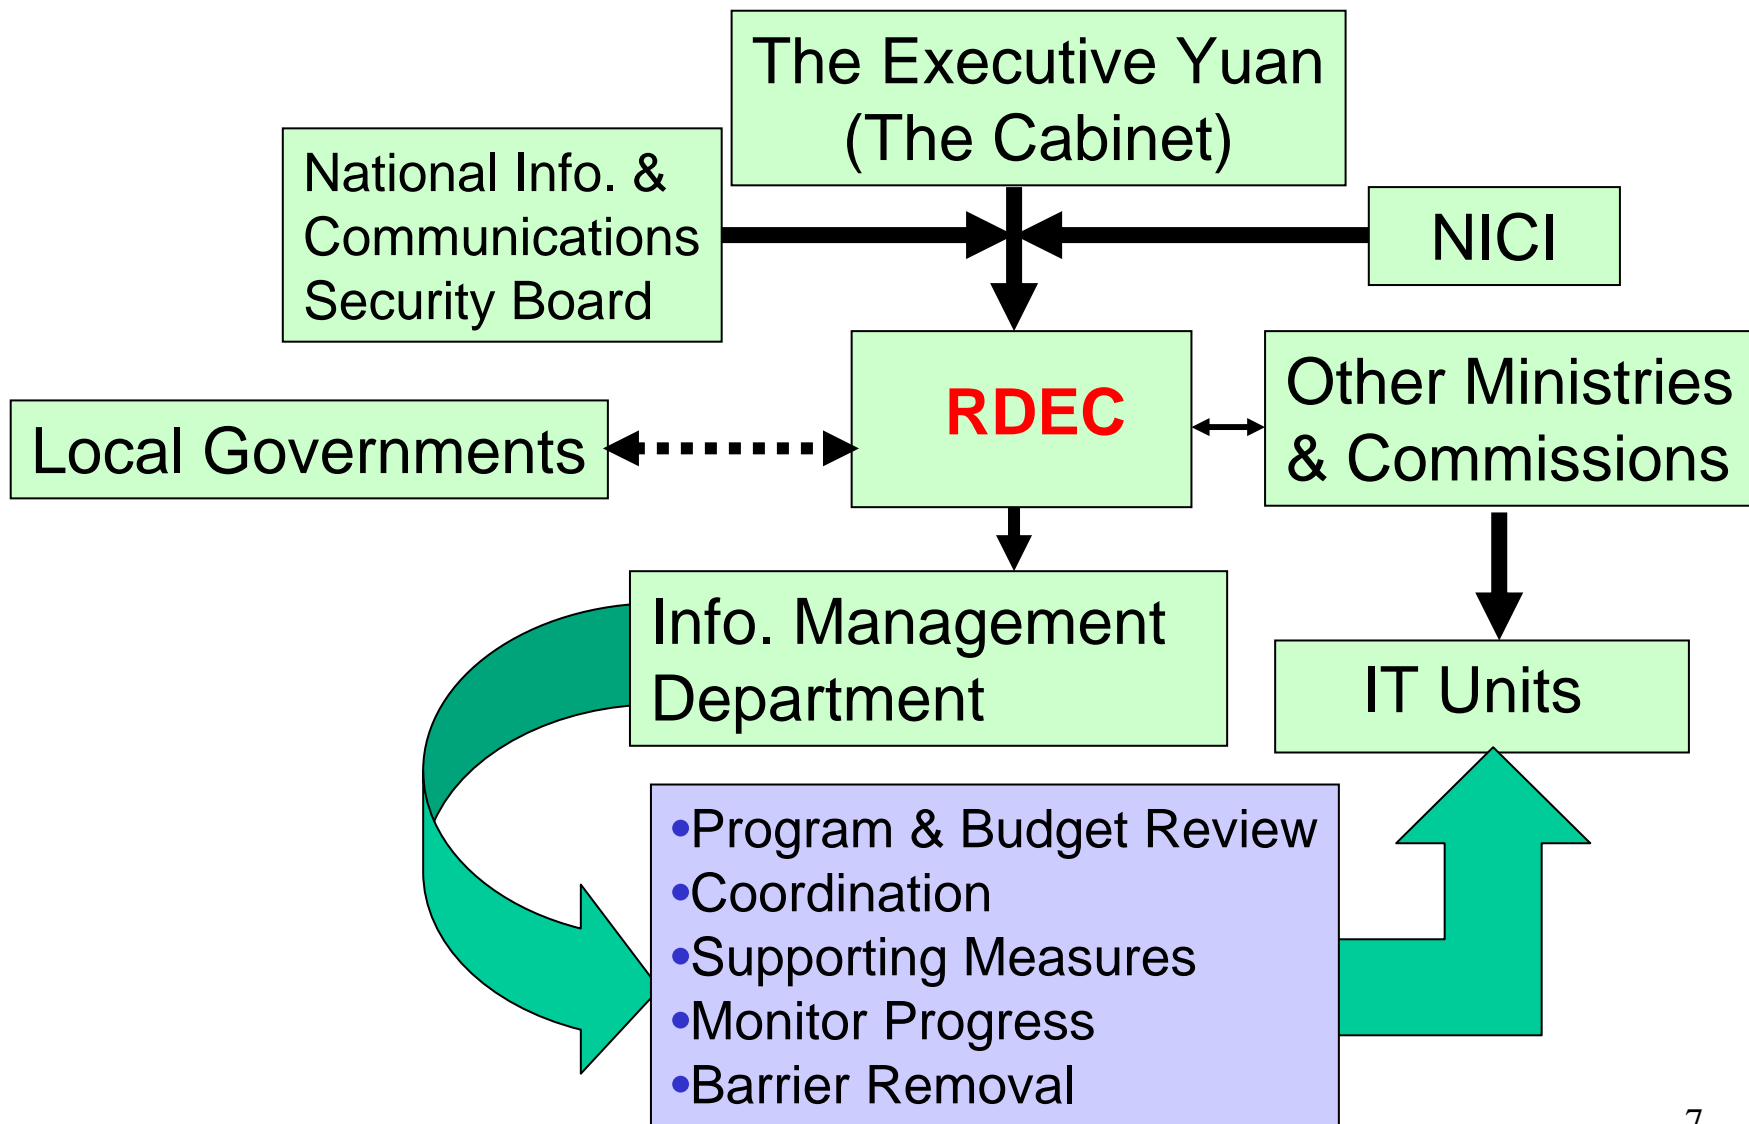 The Executive Yuan
(The Cabinet)
National Info. &
Communications
Security Board
NICI
RDEC
Other Ministries
& Commissions
Local Governments
Info. Management
Department
IT Units
•Program & Budget Review
•Coordination
•Supporting Measures
•Monitor Progress
•Barrier Removal
7